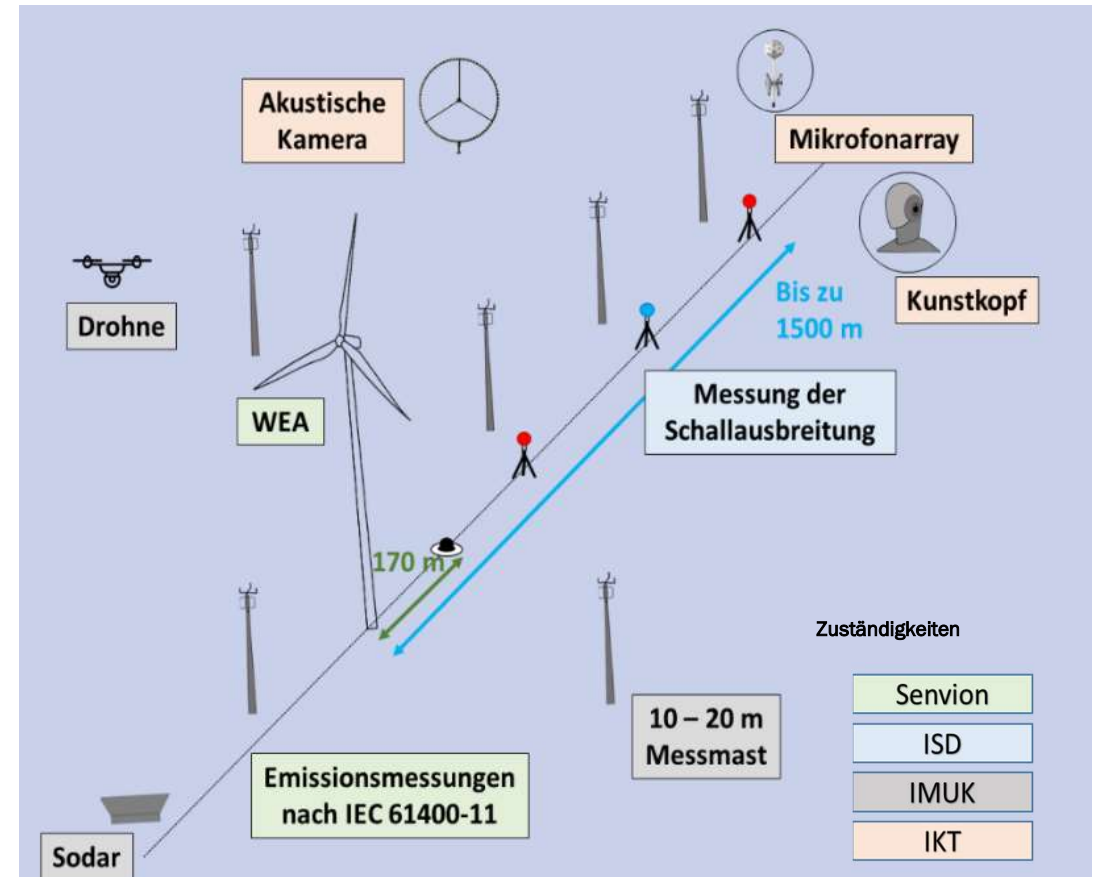 Akustische
Kamera
Mikrofonarray
Drohne
Kunstkopf
Bis zu
1500 m
WEA
Messung der
Schallausbreitung
170 m
Zuständigkeiten
Senvion
10 – 20 m
Messmast
ISD
Emissionsmessungen
nach IEC 61400-11
IMUK
IKT
Sodar